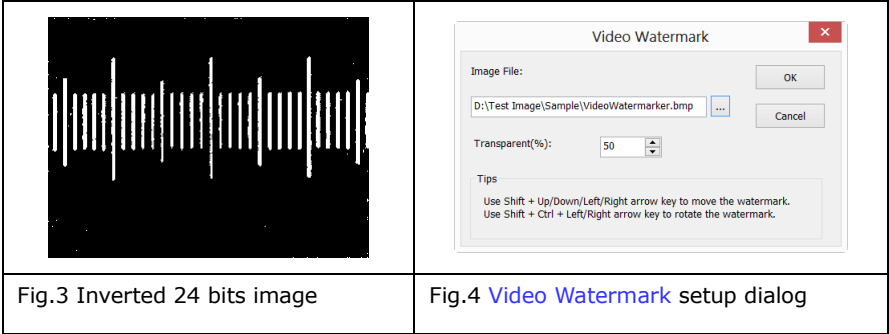 Video Watermark
Image File:
OK
D:\Test Image\Sample\VideoWatermarker.bmp
...
Cancel
Transparent(%):
50
Tips
Use Shift + Up/Down/Left/Right arrow key to move the watermark.
Use Shift + Ctrl + Left/Right arrow key to rotate the watermark.
Fig.3 Inverted 24 bits image
Fig.4 Video Watermark setup dialog